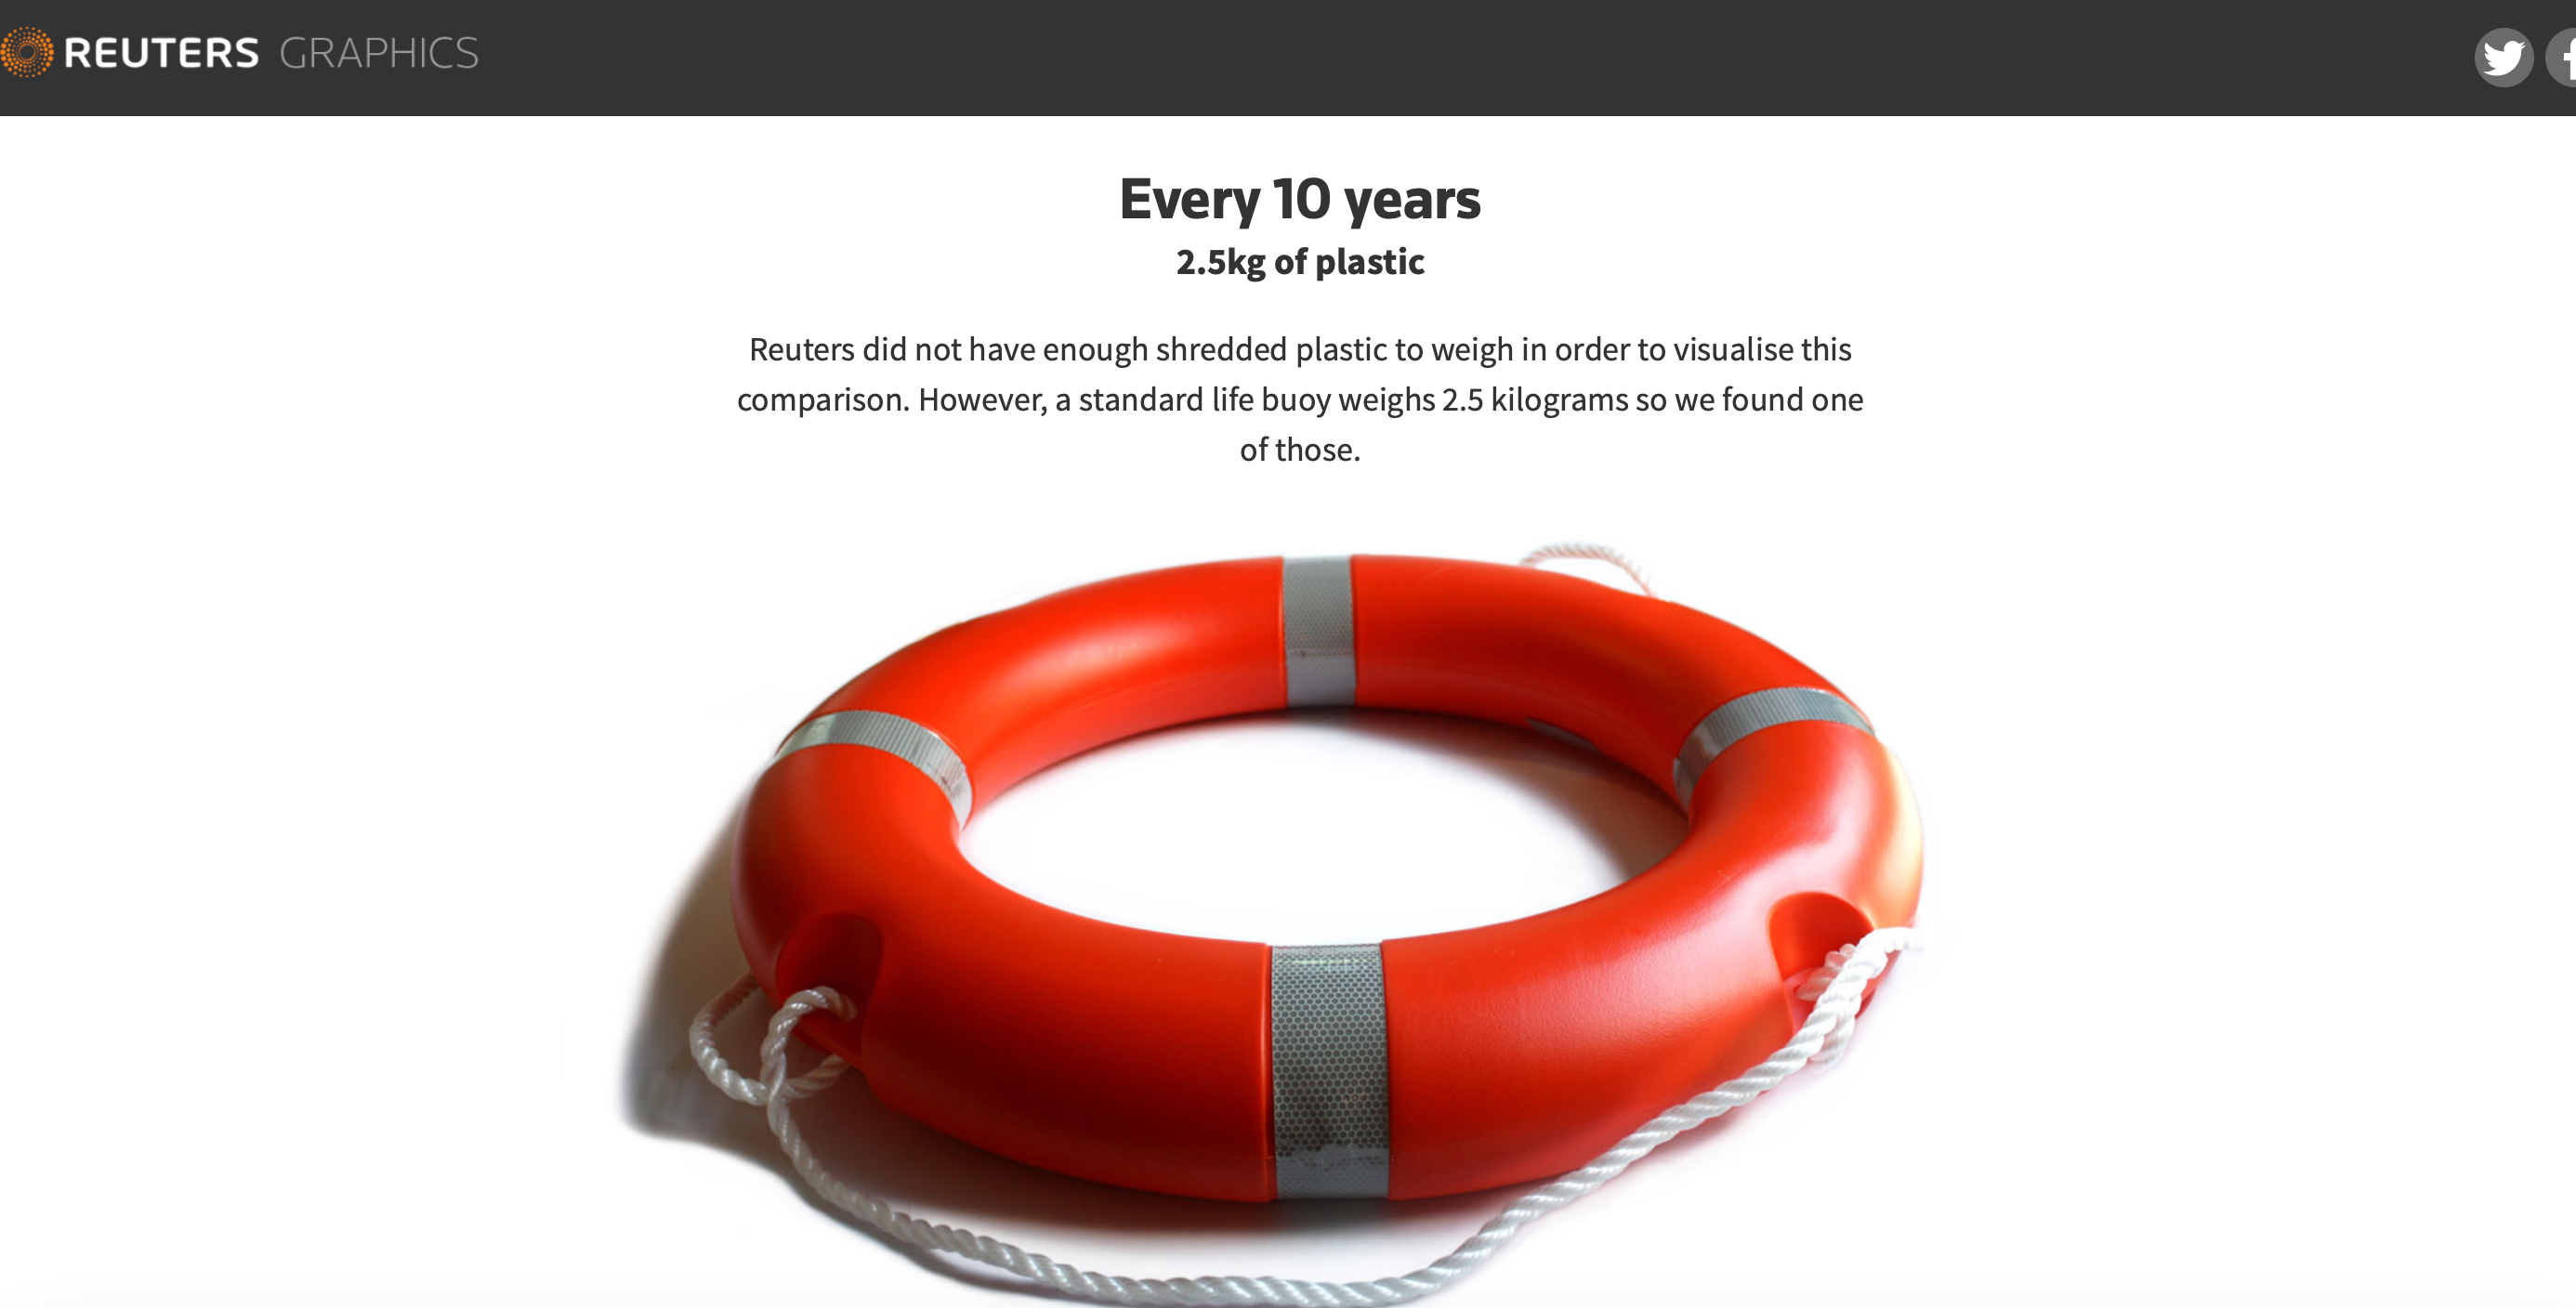 REUTERS GRAPHICS
Every 10 years
2.5kg of plastic
Reuters did not have enough shredded plastic to weigh in order to visualise this
comparison. However, a standard life buoy weighs 2.5 kilograms so we found one
of those.